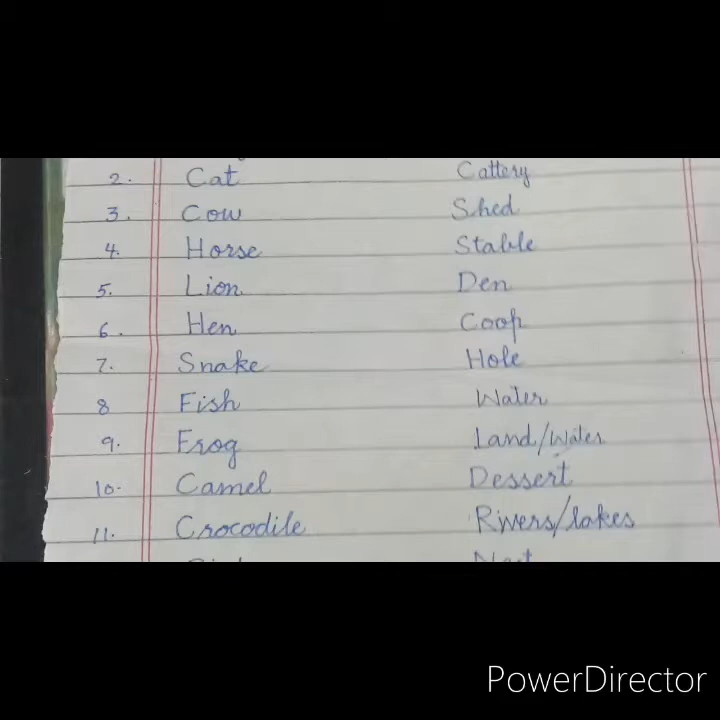 2. Cat Cattery
3. Cow Shed
4. Horse Stable
5. Lion Den
6. Hen Coop
7. Snake Hole
8 Fish Water
9. Frog Land/Water
10. Camel Dessert
11. Crocodile Rivers/lakes
PowerDirector